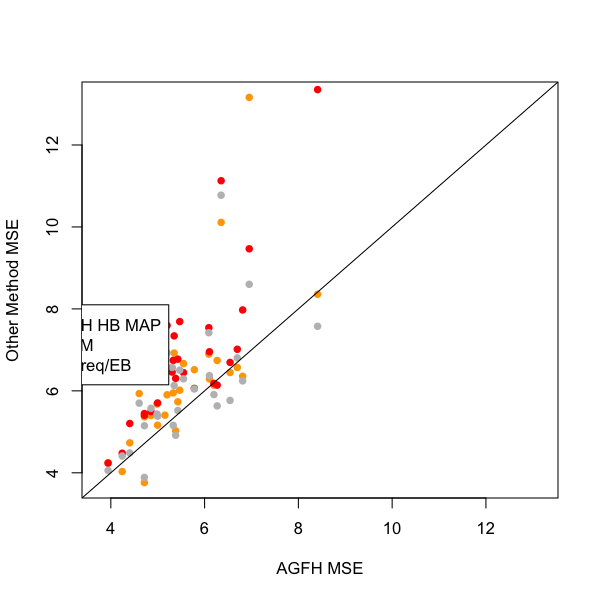 Other Method MSE
12
10
8
6
4
H HB MAP
M
req/EB
4 6 8 10 12
AGFH MSE